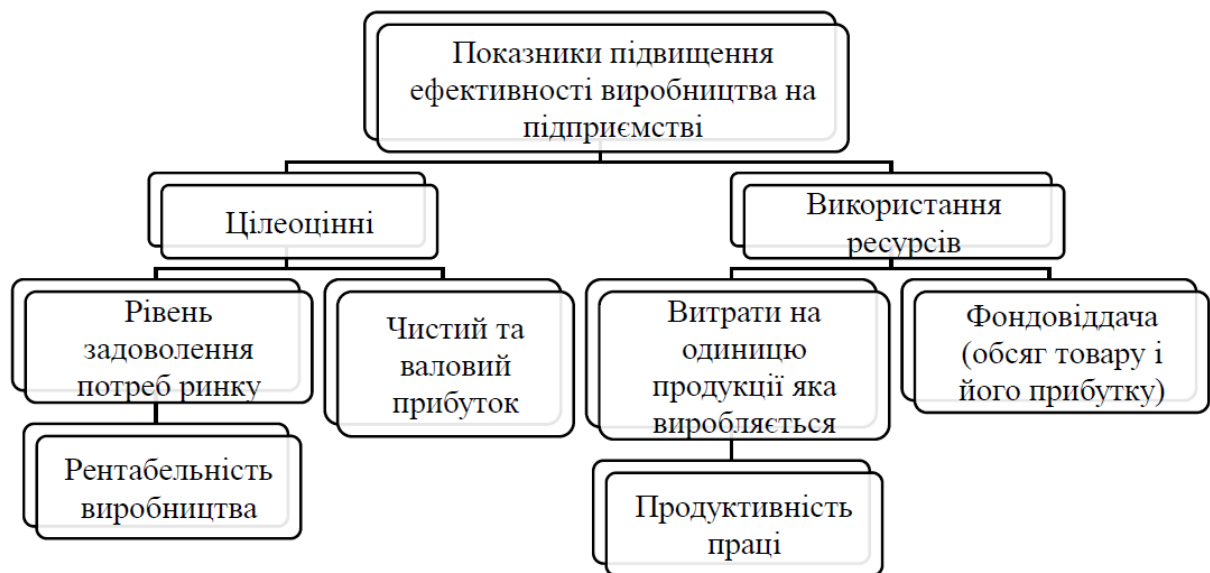 Показники підвищення
ефективності виробництва на
підприємстві
Цілеоцінні
Використання
ресурсів
Рівень
задоволення
потреб ринку
Чистий та
валовий
прибуток
Витрати на
одиницю
продукції яка
виробляється
Фондовіддача
(обсяг товару і
його прибутку)
Рентабельність
виробництва
Продуктивність
праці